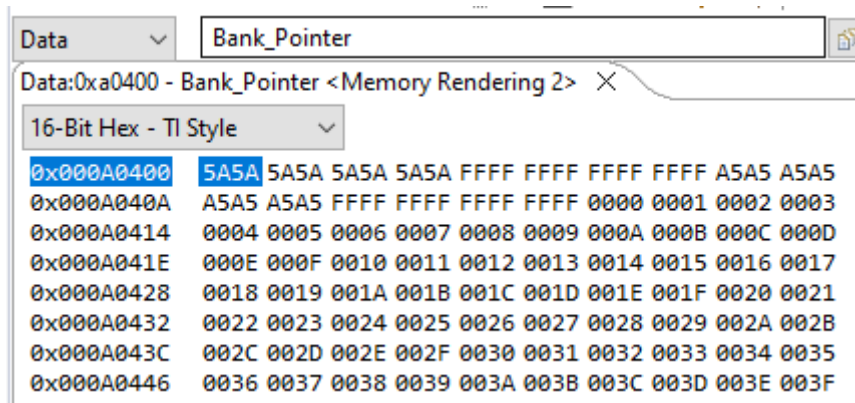 Data Bank_Pointer
Data:0xa0400 - Bank_Pointer <Memory Rendering 2>
16-Bit Hex - TI Style
0x000A0400 5A5A 5A5A 5A5A 5A5A FFFF FFFF FFFF FFFF A5A5 A5A5
0x000A040A A5A5 A5A5 FFFF FFFF FFFF FFFF 0000 0001 0002 0003
0x000A0414 0004 0005 0006 0007 0008 0009 000A 000B 000C 000D
0x000A041E 000E 000F 0010 0011 0012 0013 0014 0015 0016 0017
0x000A0428 0018 0019 001A 001B 001C 001D 001E 001F 0020 0021
0x000A0432 0022 0023 0024 0025 0026 0027 0028 0029 002A 002B
0x000A043C 002C 002D 002E 002F 0030 0031 0032 0033 0034 0035
0x000A0446 0036 0037 0038 0039 003A 003B 003C 003D 003E 003F